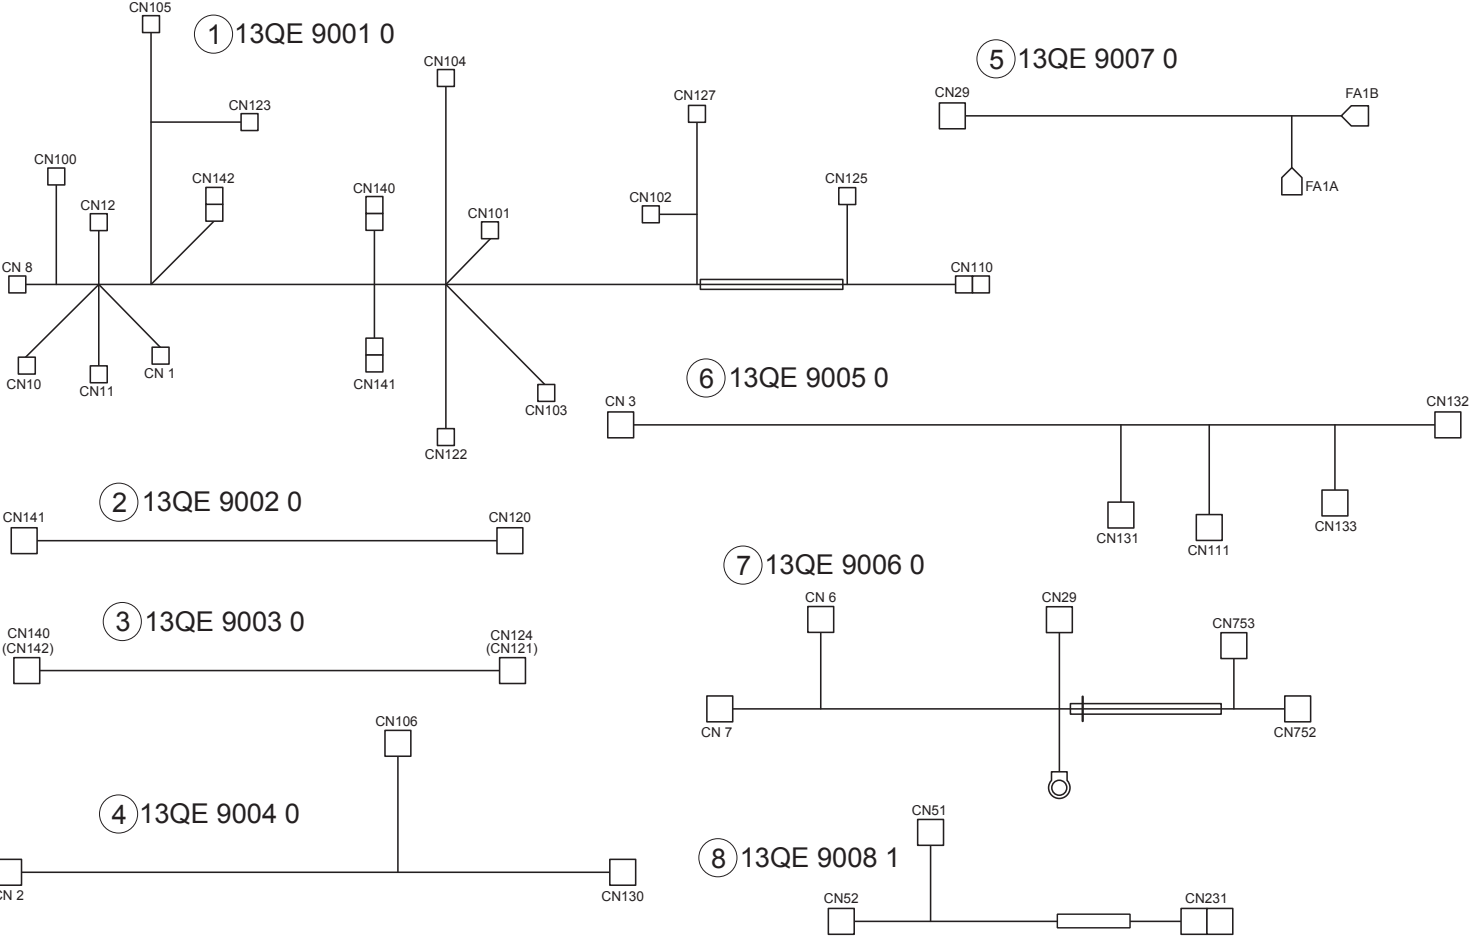 CN105
1 13QE 9001 0
CN104
CN123
CN127
CN100
CN142
CN140
CN125
CN12
CN101
CN102
CN 8
CN110
CN10
CN11
CN 1
CN141
CN103
CN122
5 13QE 9007 0
CN29
FA1B
FA1A
6 13QE 9005 0
CN 3
CN132
CN131
CN111
CN133
2 13QE 9002 0
CN141
CN120
3 13QE 9003 0
CN140
(CN142)
CN124
(CN121)
7 13QE 9006 0
CN 6
CN29
CN753
CN 7
CN752
4 13QE 9004 0
CN106
CN 2
CN130
8 13QE 9008 1
CN51
CN52
CN231